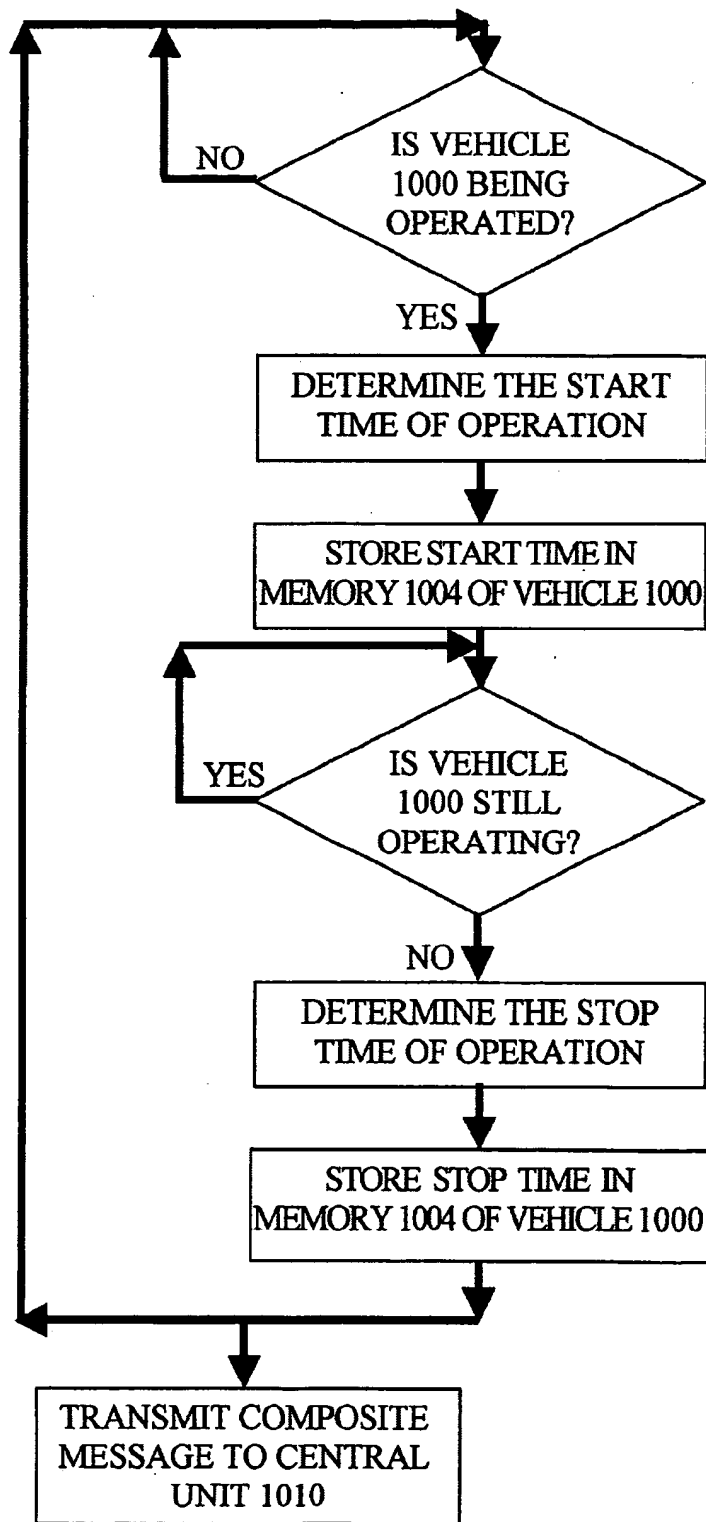 IS VEHICLE
1000 BEING
OPERATED?
NO
YES
DETERMINE THE START
TIME OF OPERATION
STORE START TIME IN
MEMORY 1004 OF VEHICLE 1000
YES
IS VEHICLE
1000 STILL
OPERATING?
NO
DETERMINE THE STOP
TIME OF OPERATION
STORE STOP TIME IN
MEMORY 1004 OF VEHICLE 1000
TRANSMIT COMPOSITE
MESSAGE TO CENTRAL
UNIT 1010